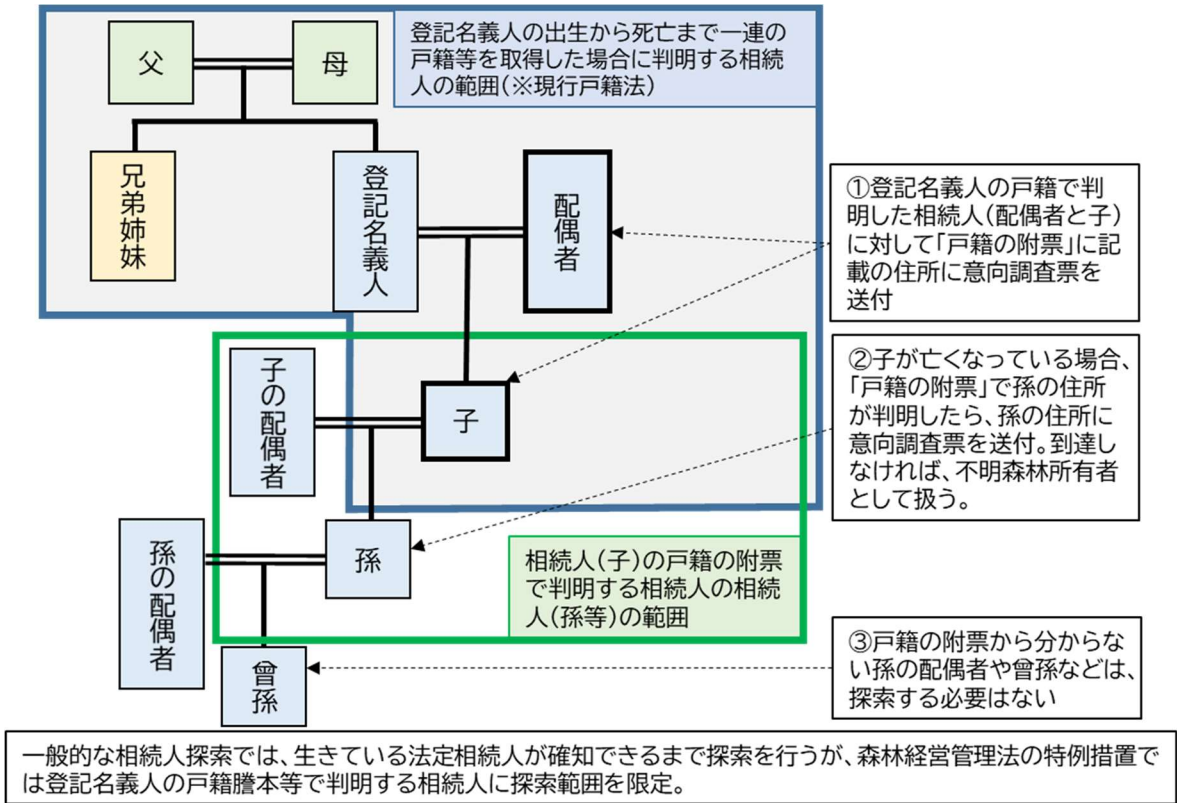 父
母
登記名義人の出生から死亡まで一連の
戸籍等を取得した場合に判明する相続
人の範囲(※現行戸籍法)
兄弟姉妹
登記名義人
配偶者
①登記名義人の戸籍で判
明した相続人(配偶者と子)
に対して「戸籍の附票」に記
載の住所に意向調査票を
送付
子の配偶者
子
②子が亡くなっている場合、
「戸籍の附票」で孫の住所
が判明したら、孫の住所に
意向調査票を送付。到達し
なければ、不明森林所有者
として扱う。
孫の配偶者
孫
相続人(子)の戸籍の附票
で判明する相続人の相続
人(孫等)の範囲
曾孫
③戸籍の附票から分からな
い孫の配偶者や曾孫などは、
探索する必要はない
一般的な相続人探索では、生きている法定相続人が確知できるまで探索を行うが、森林経営管理法の特例措置で
は登記名義人の戸籍謄本等で判明する相続人に探索範囲を限定。